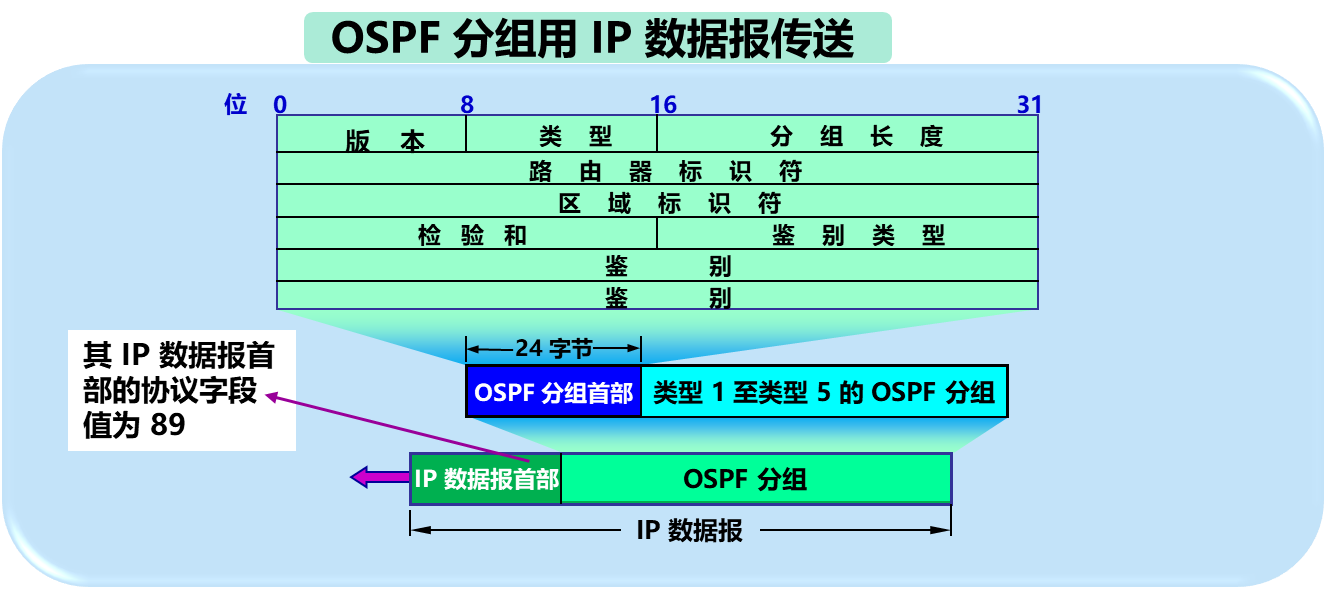 OSPF 分组用 IP 数据报传送
位 0 8 16 31
版 本 类 型 分 组 长 度
路 由 器 标 识 符
区 域 标 识 符
检 验 和 鉴 别 类 型
鉴 别
鉴 别
24 字节
其 IP 数据报首
部的协议字段
值为 89
OSPF 分组首部 类型 1 至类型 5 的 OSPF 分组
IP 数据报首部 OSPF 分组
IP 数据报